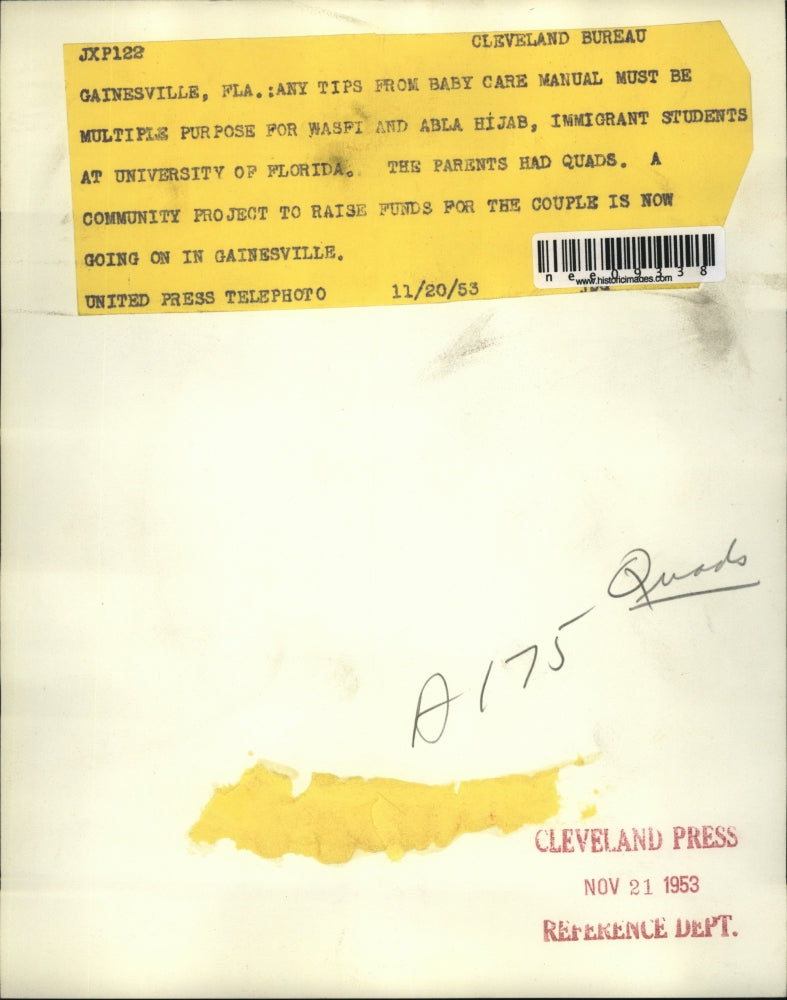 JXP122 CLEVELAND BUREAU
GAINESVILLE, FLA.:ANY TIPS FROM BABY CARE MANUAL MUST BE
MULTIPLE PURPOSE FOR WASFI AND ABLA HIJAB, IMMIGRANT STUDENTS
AT UNIVERSITY OF FLORIDA. THE PARENTS HAD QUADS. A
COMMUNITY PROJECT TO RAISE FUNDS FOR THE COUPLE IS NOW
GOING ON IN GAINESVILLE.
UNITED PRESS TELEPHOTO 11/20/53
nee09338
www.historicimages.com
Quads
A175
CLEVELAND PRESS
NOV 21 1953
REFERENCE DEPT.